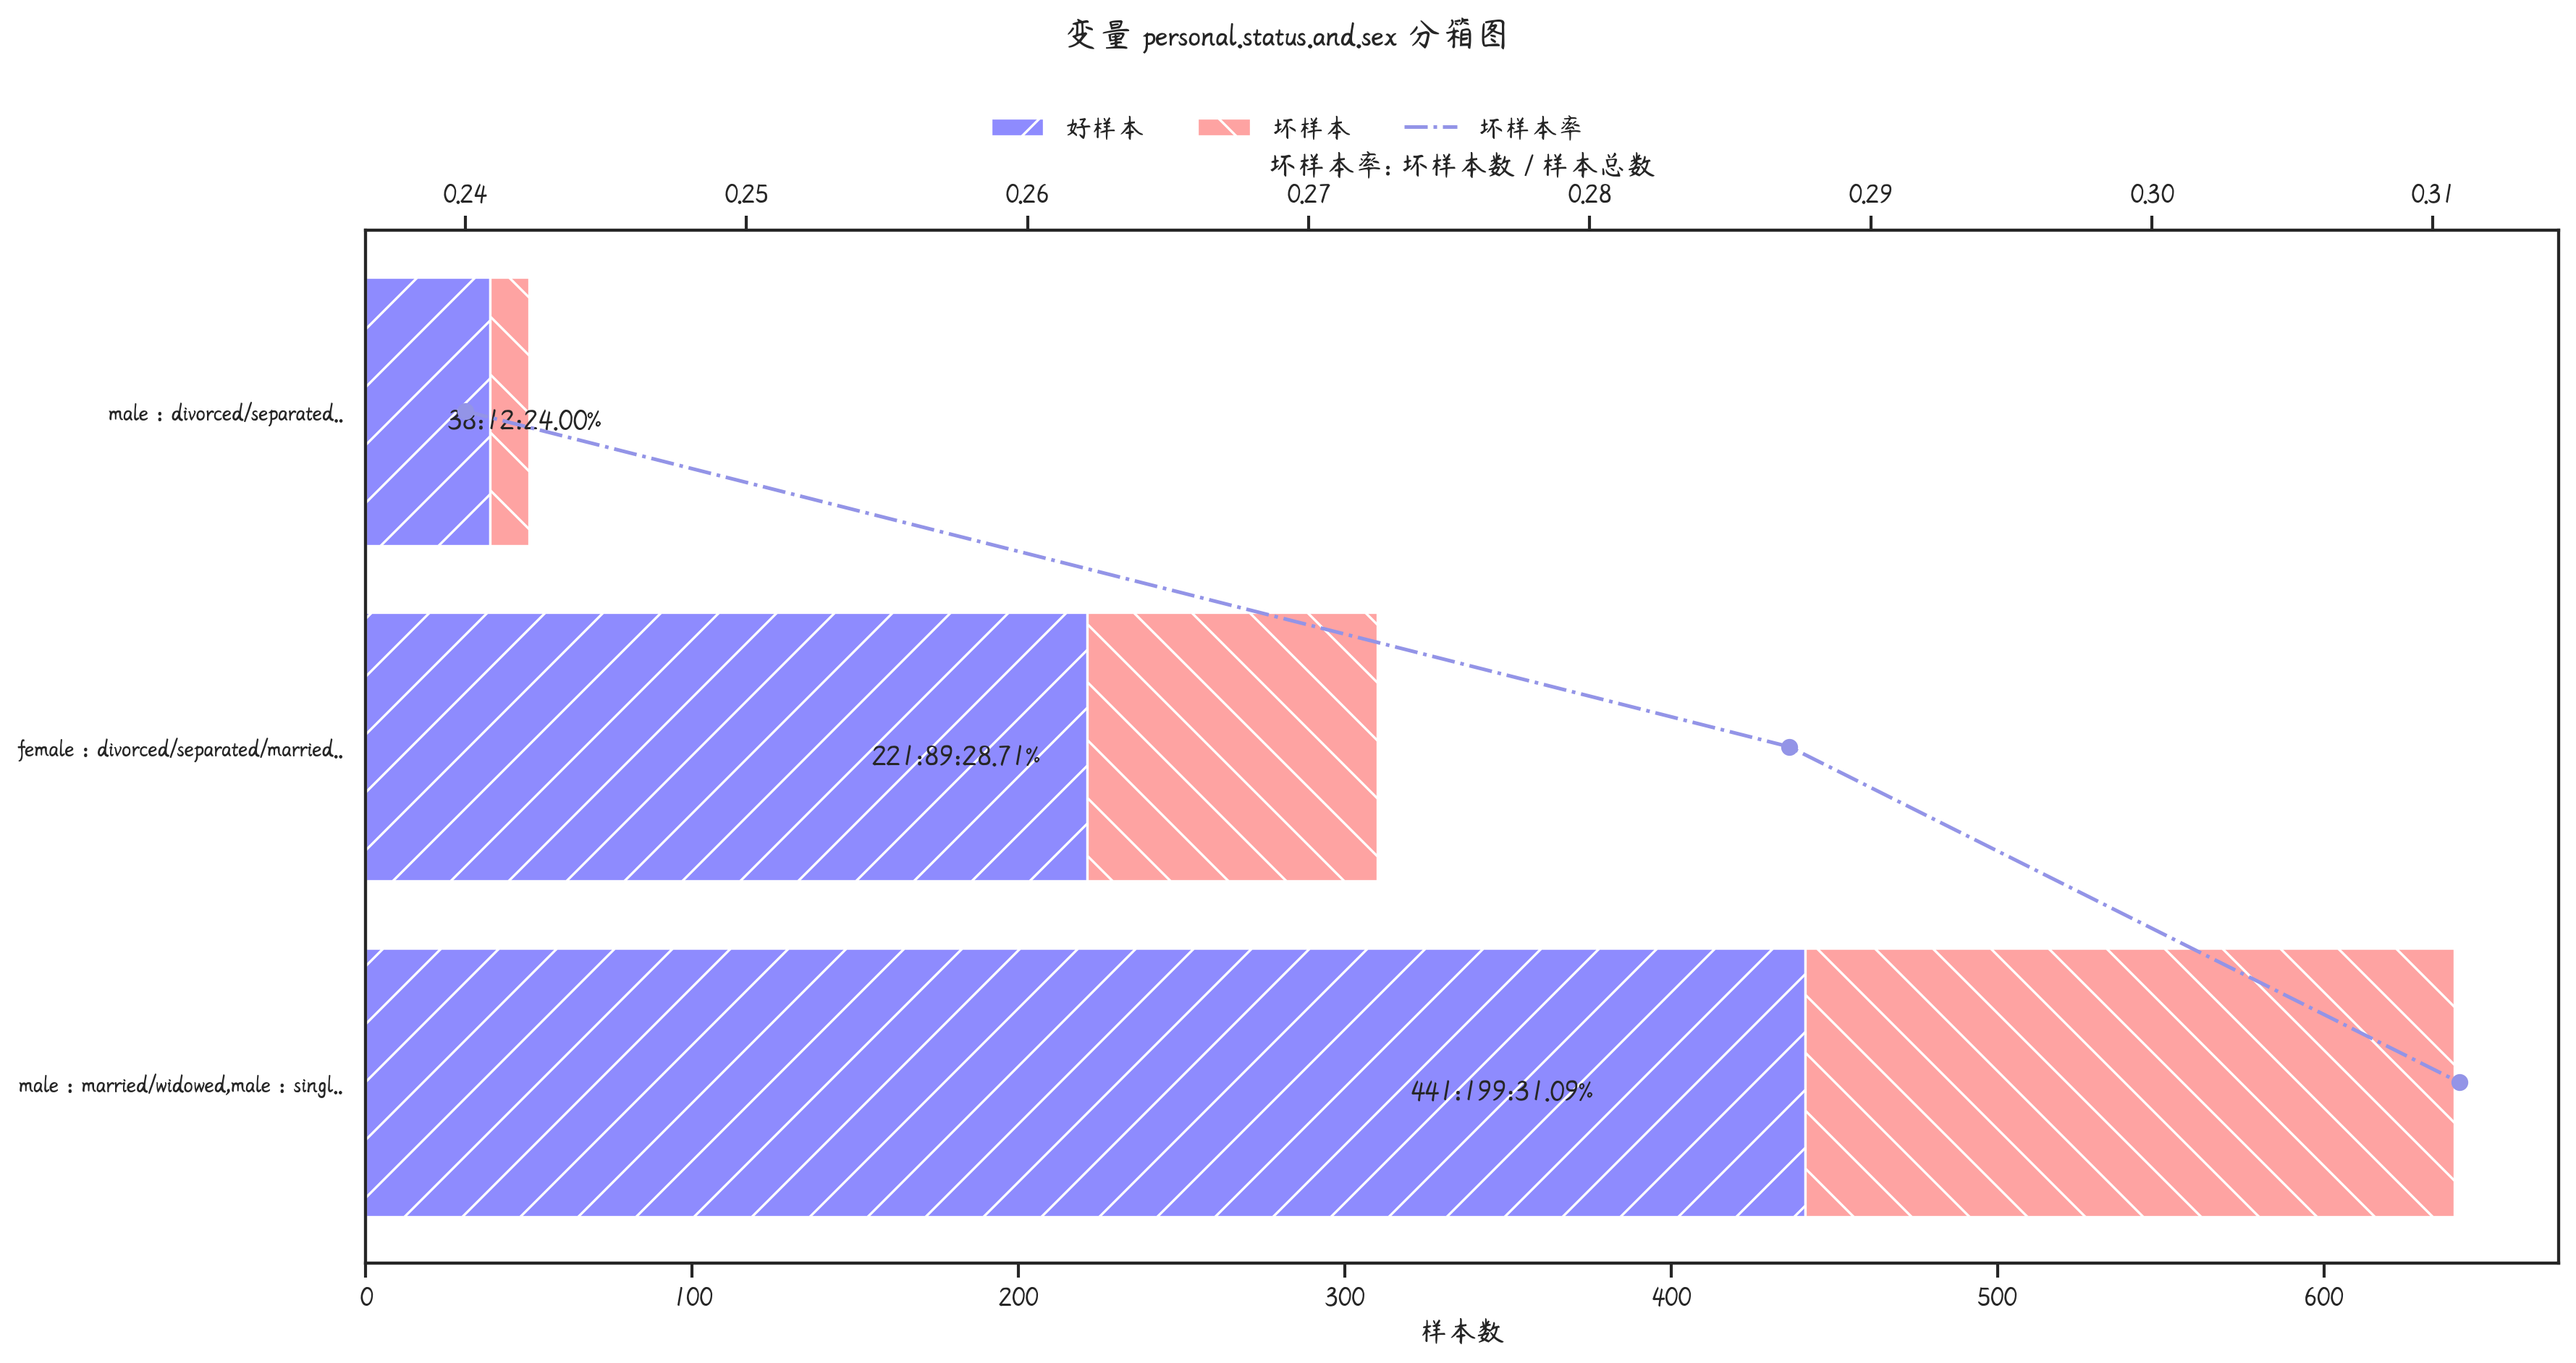 变量 personal.status.and.sex 分箱图
好样本 坏样本 坏样本率
坏样本率: 坏样本数 / 样本总数
0.24 0.25 0.26 0.27 0.28 0.29 0.30 0.31
male : divorced/separated..
38:12:24.00%
female : divorced/separated/married..
221:89:28.71%
male : married/widowed,male : singl..
441:199:31.09%
0 100 200 300 400 500 600
样本数